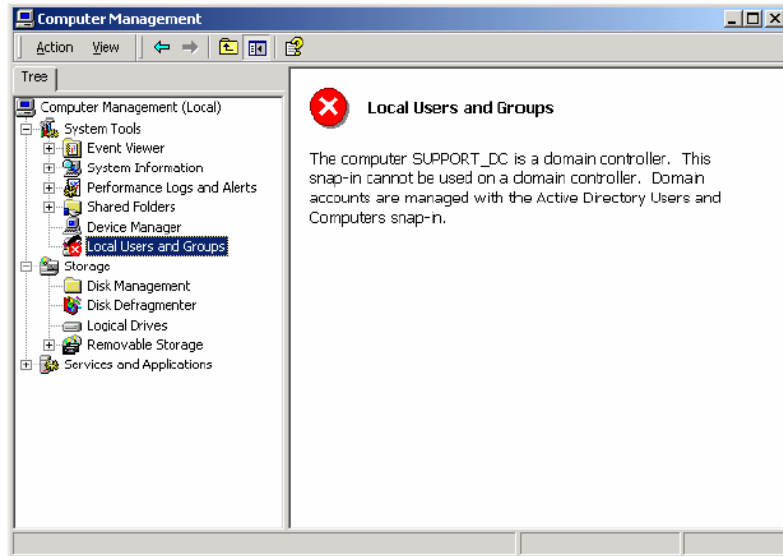 Computer Management
Action View
Tree
Computer Management (Local)
System Tools
Event Viewer
System Information
Performance Logs and Alerts
Shared Folders
Device Manager
Local Users and Groups
Storage
Disk Management
Disk Defragmenter
Logical Drives
Removable Storage
Services and Applications
Local Users and Groups
The computer SUPPORT_DC is a domain controller. This
snap-in cannot be used on a domain controller. Domain
accounts are managed with the Active Directory Users and
Computers snap-in.